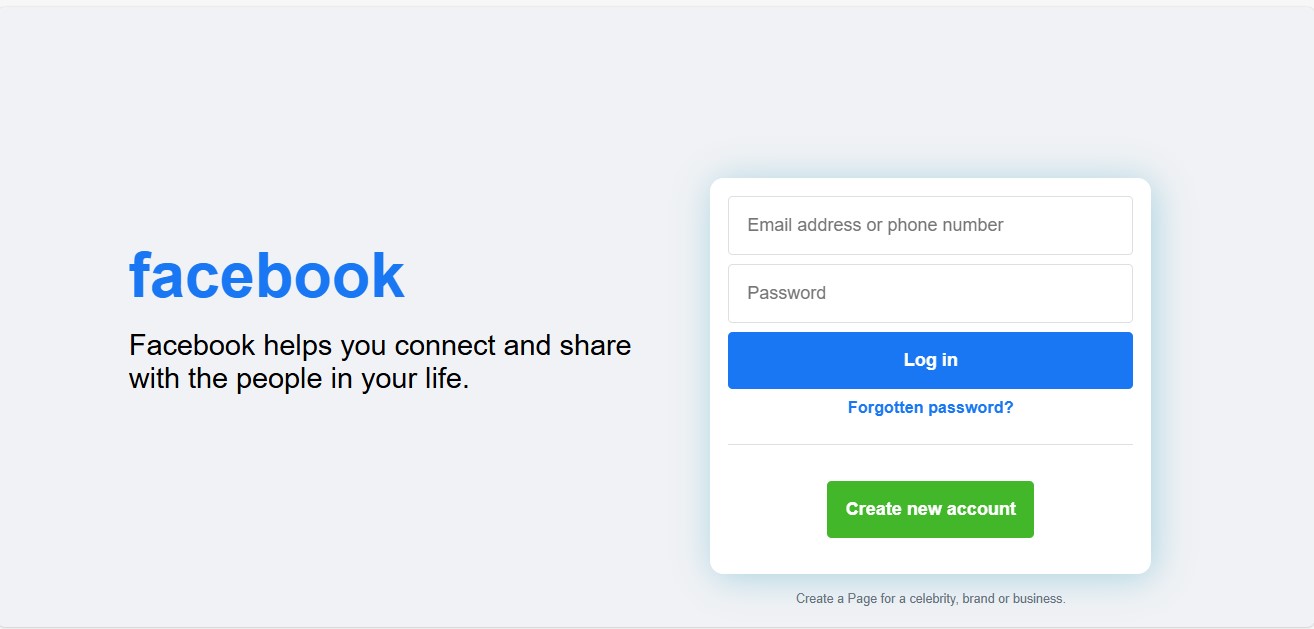 facebook
Facebook helps you connect and share
with the people in your life.
Email address or phone number
Password
Log in
Forgotten password?
Create new account
Create a Page for a celebrity, brand or business.